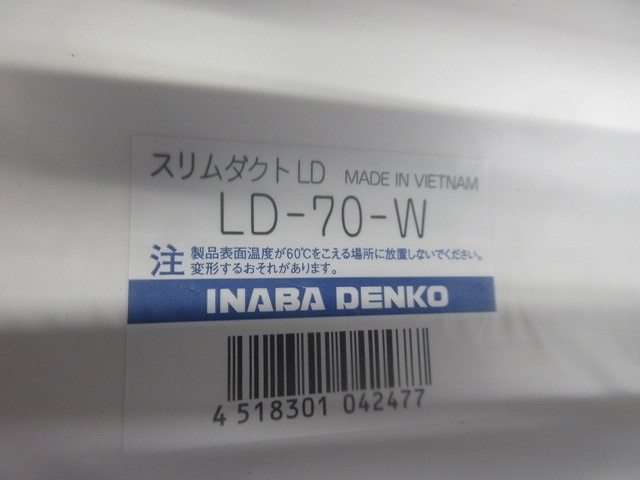 スリムダクトLD MADE IN VIETNAM
LD-70-W
注 製品表面温度が60℃をこえる場所に放置しないでください。
変形するおそれがあります。
INABA DENKO
4 518301 042477